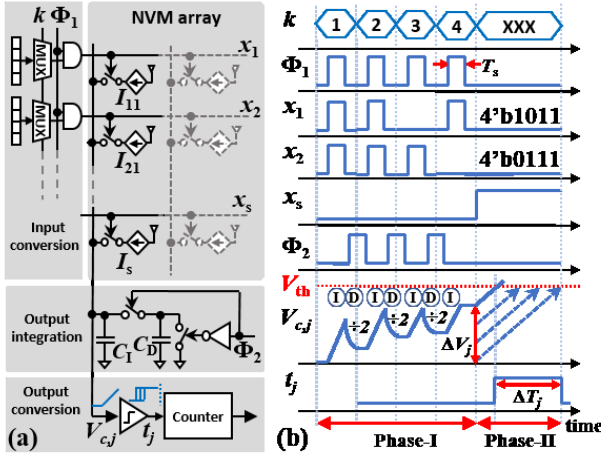 k Φ1
NVM array
MUX
x1
I11
MUX
x2
I21
xs
Is
Input
conversion
Output
integration
CI
CD
Φ2
Output
conversion
Vc,j
tj
Counter
(a)
k
1
2
3
4
XXX
Φ1
Ts
x1
4'b1011
x2
4'b0111
xs
Φ2
Vth
I D I D I D I
Vc,j
÷2
÷2
÷2
ΔVj
tj
ΔTj
time
(b)
Phase-I
Phase-II